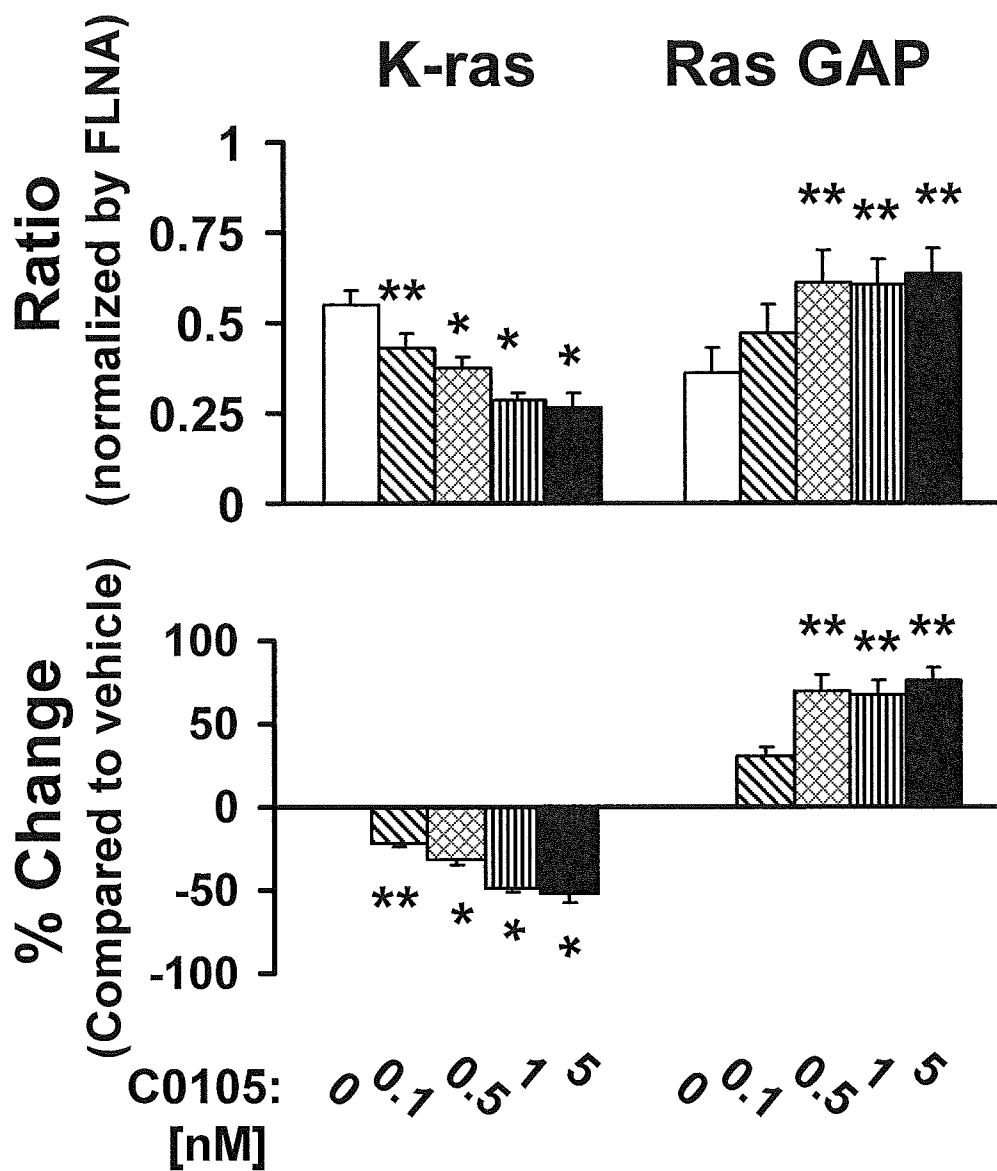 K-ras Ras GAP
Ratio
(normalized by FLNA)
1
0.75
0.5
0.25
0
** * * * ** ** **
% Change
(Compared to vehicle)
100
50
0
-50
-100
** ** **
** * * *
C0105: 0 0.1 0.5 1 5 0 0.1 0.5 1 5
[nM]